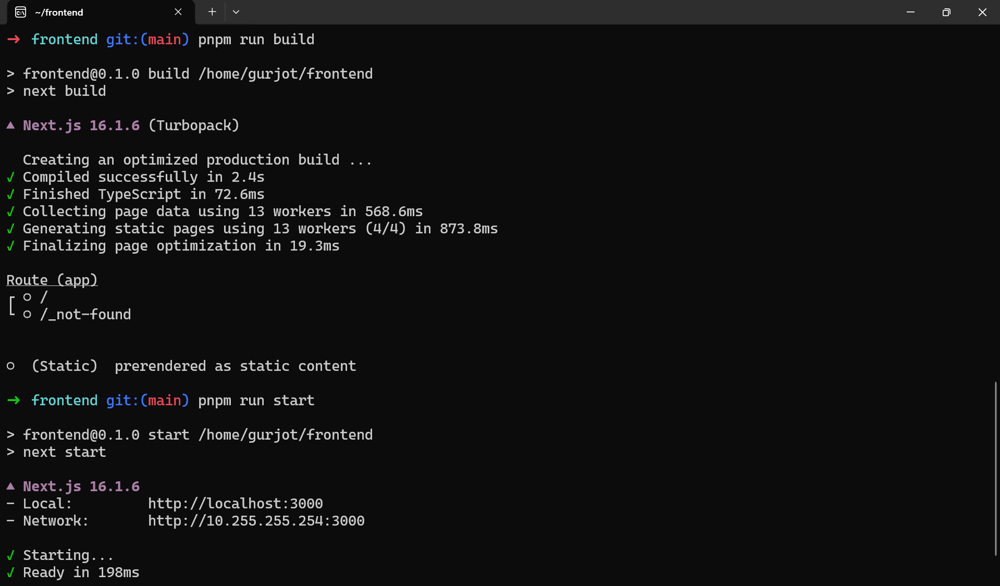 ~/frontend
→ frontend git:(main) pnpm run build
> frontend@0.1.0 build /home/gurjot/frontend
> next build
▲ Next.js 16.1.6 (Turbopack)
Creating an optimized production build ...
✓ Compiled successfully in 2.4s
✓ Finished TypeScript in 72.6ms
✓ Collecting page data using 13 workers in 568.6ms
✓ Generating static pages using 13 workers (4/4) in 873.8ms
✓ Finalizing page optimization in 19.3ms
Route (app)
┌ ○ /
└ ○ /_not-found
○ (Static) prerendered as static content
→ frontend git:(main) pnpm run start
> frontend@0.1.0 start /home/gurjot/frontend
> next start
▲ Next.js 16.1.6
- Local: http://localhost:3000
- Network: http://10.255.255.254:3000
✓ Starting...
✓ Ready in 198ms